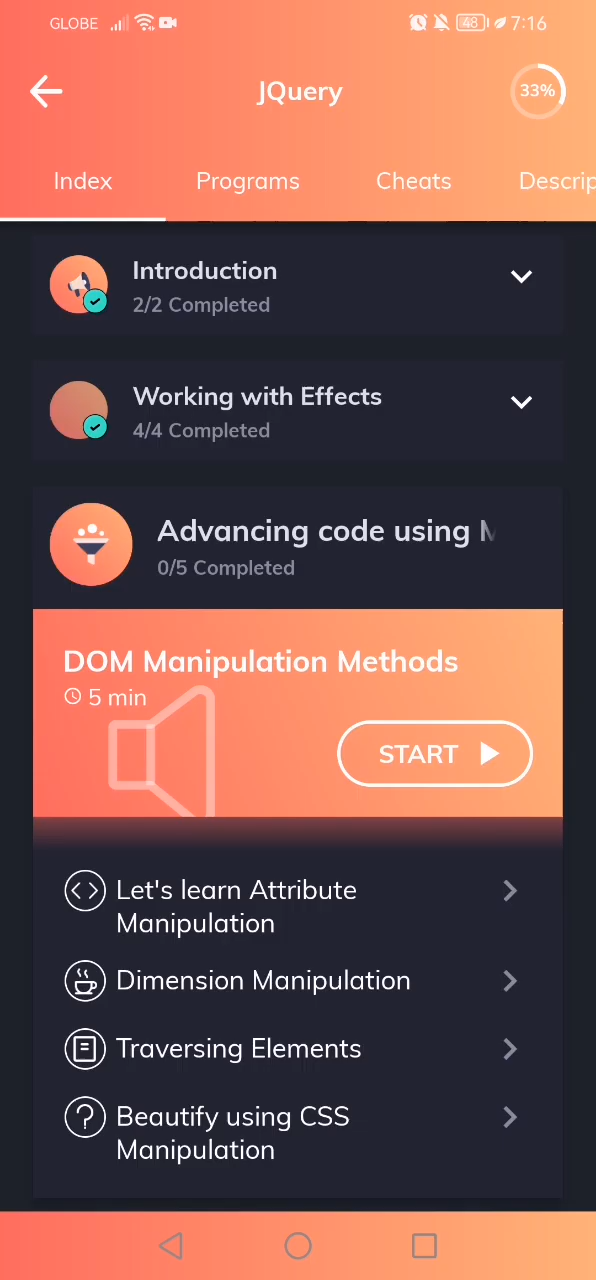 GLOBE 48 7:16
JQuery 33%
Index Programs Cheats Descrip
Introduction
2/2 Completed
Working with Effects
4/4 Completed
Advancing code using
0/5 Completed
DOM Manipulation Methods
5 min
START
Let's learn Attribute
Manipulation
Dimension Manipulation
Traversing Elements
Beautify using CSS
Manipulation